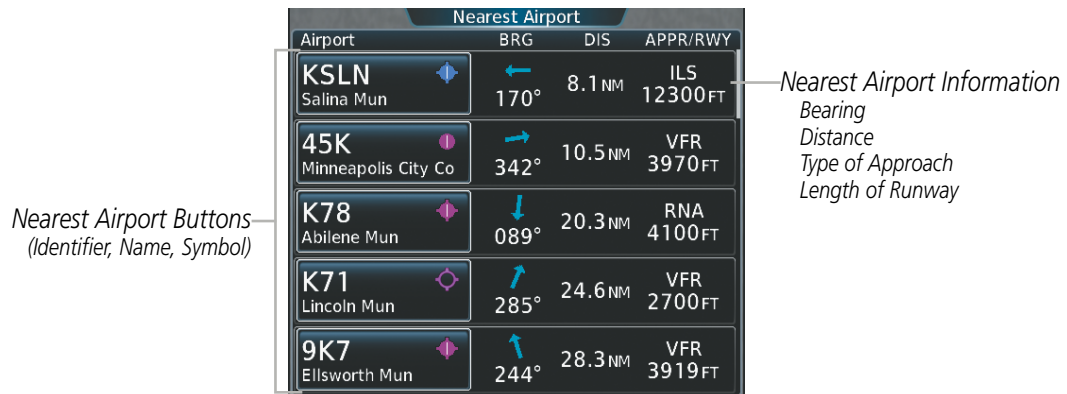 Nearest Airport
Airport BRG DIS APPR/RWY
KSLN
Salina Mun
170° 8.1NM ILS
12300FT
45K
Minneapolis City Co
342° 10.5NM VFR
3970FT
K78
Abilene Mun
089° 20.3NM RNA
4100FT
K71
Lincoln Mun
285° 24.6NM VFR
2700FT
9K7
Ellsworth Mun
244° 28.3NM VFR
3919FT
Nearest Airport Buttons
(Identifier, Name, Symbol)
Nearest Airport Information
Bearing
Distance
Type of Approach
Length of Runway